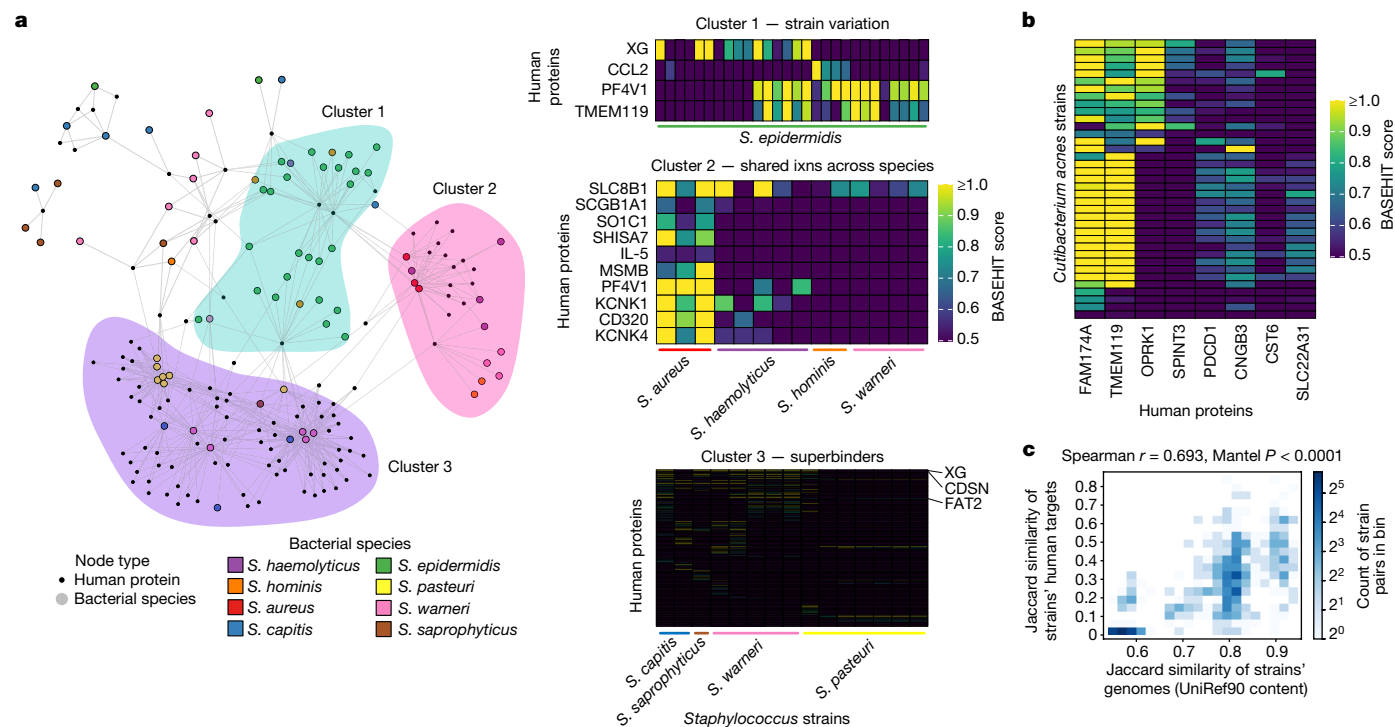 a
Cluster 1
Cluster 2
Cluster 3
Node type
Human protein
Bacterial species
Bacterial species
S. haemolyticus
S. hominis
S. aureus
S. capitis
S. epidermidis
S. pasteuri
S. warneri
S. saprophyticus
Cluster 1 — strain variation
Human proteins
XG
CCL2
PF4V1
TMEM119
S. epidermidis
Cluster 2 — shared ixns across species
Human proteins
SLC8B1
SCGB1A1
SO1C1
SHISA7
IL-5
MSMB
PF4V1
KCNK1
CD320
KCNK4
S. aureus
S. haemolyticus
S. hominis
S. warneri
≥1.0
0.9
0.8
0.7
0.6
0.5
BASEHIT score
Cluster 3 — superbinders
Human proteins
XG
CDSN
FAT2
S. capitis
S. saprophyticus
S. warneri
S. pasteuri
Staphylococcus strains
b
Cutibacterium acnes strains
FAM174A
TMEM119
OPRK1
SPINT3
PDCD1
CNGB3
CST6
SLC22A31
Human proteins
≥1.0
0.9
0.8
0.7
0.6
0.5
BASEHIT score
c
Spearman r = 0.693, Mantel P < 0.0001
Jaccard similarity of
strains' human targets
0.8
0.7
0.6
0.5
0.4
0.3
0.2
0.1
0
0.6
0.7
0.8
0.9
Jaccard similarity of strains'
genomes (UniRef90 content)
2⁵
2⁴
2³
2²
2¹
2⁰
Count of strain
pairs in bin